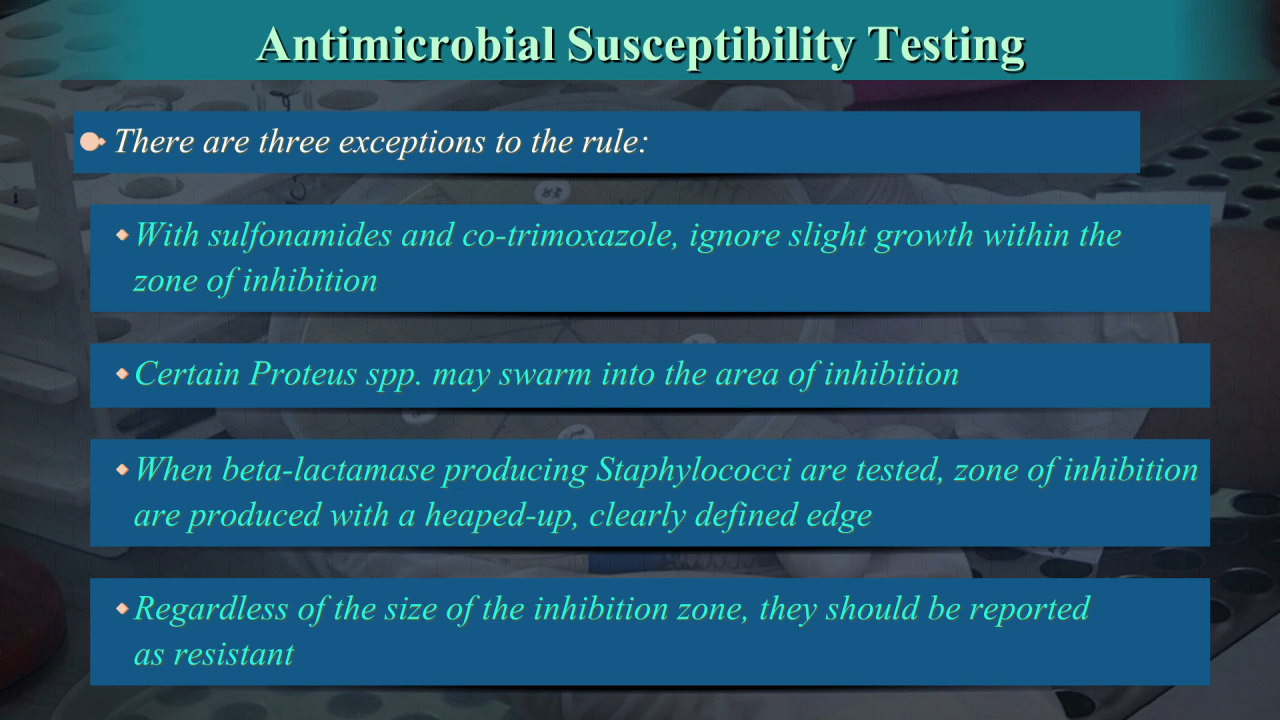 Antimicrobial Susceptibility Testing
There are three exceptions to the rule:
With sulfonamides and co-trimoxazole, ignore slight growth within the
zone of inhibition
Certain Proteus spp. may swarm into the area of inhibition
When beta-lactamase producing Staphylococci are tested, zone of inhibition
are produced with a heaped-up, clearly defined edge
Regardless of the size of the inhibition zone, they should be reported
as resistant